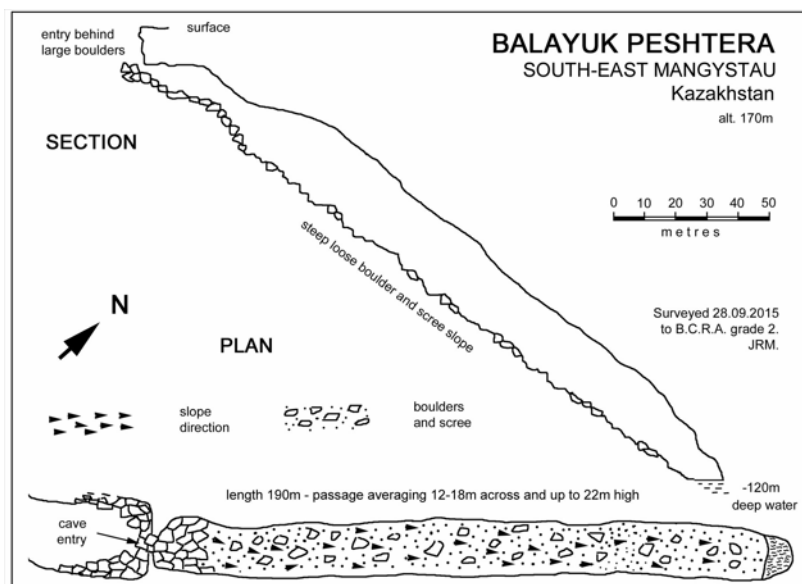 entry behind
large boulders
surface
BALAYUK PESHTERA
SOUTH-EAST MANGYSTAU
Kazakhstan
alt. 170m
SECTION
0 10 20 30 40 50
metres
steep loose boulder and scree slope
N
Surveyed 28.09.2015
to B.C.R.A. grade 2.
JRM.
PLAN
slope
direction
boulders
and scree
length 190m - passage averaging 12-18m across and up to 22m high
-120m
deep water
cave
entry